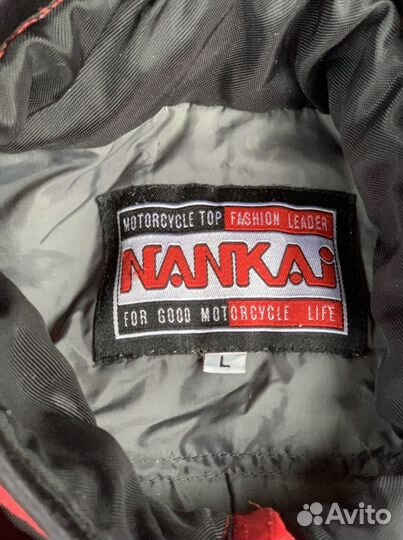 MOTORCYCLE TOP FASHION LEADER
NANKAI
FOR GOOD MOTORCYCLE LIFE
L
Avito